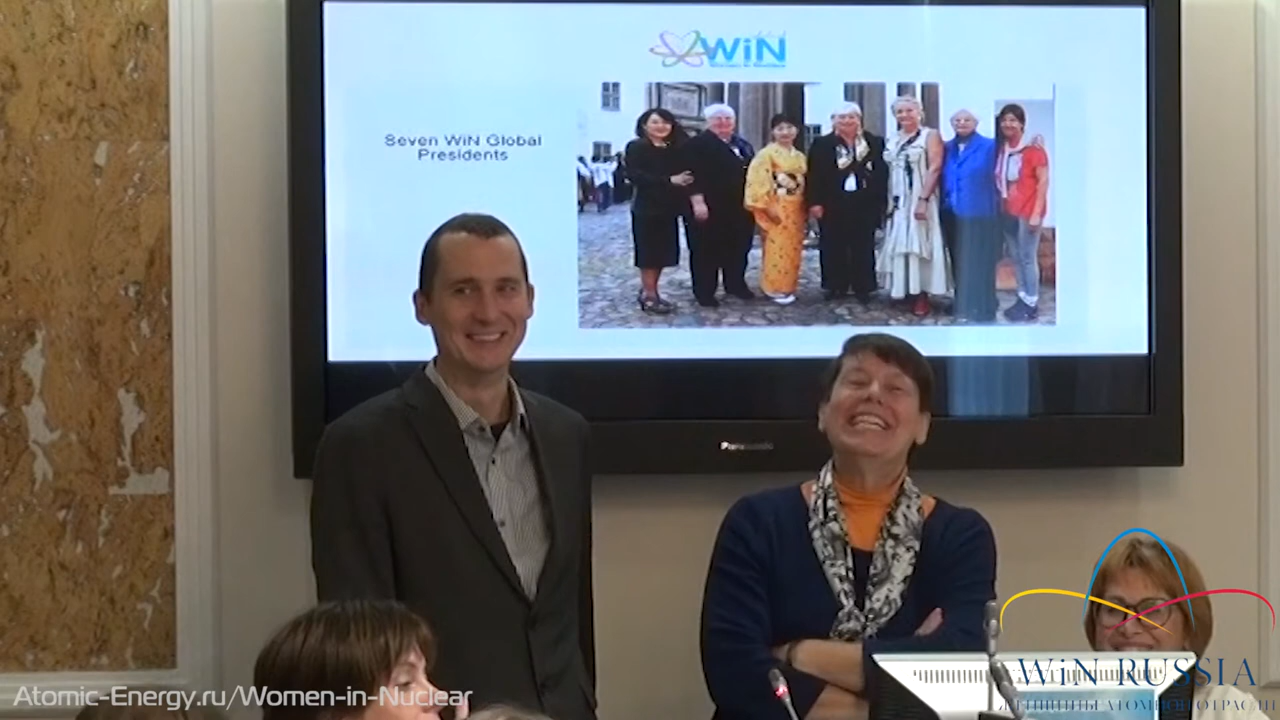 WiN
Seven WiN Global
Presidents
Panasonic
Atomic-Energy.ru/Women-in-Nuclear
WiN RUSSIA